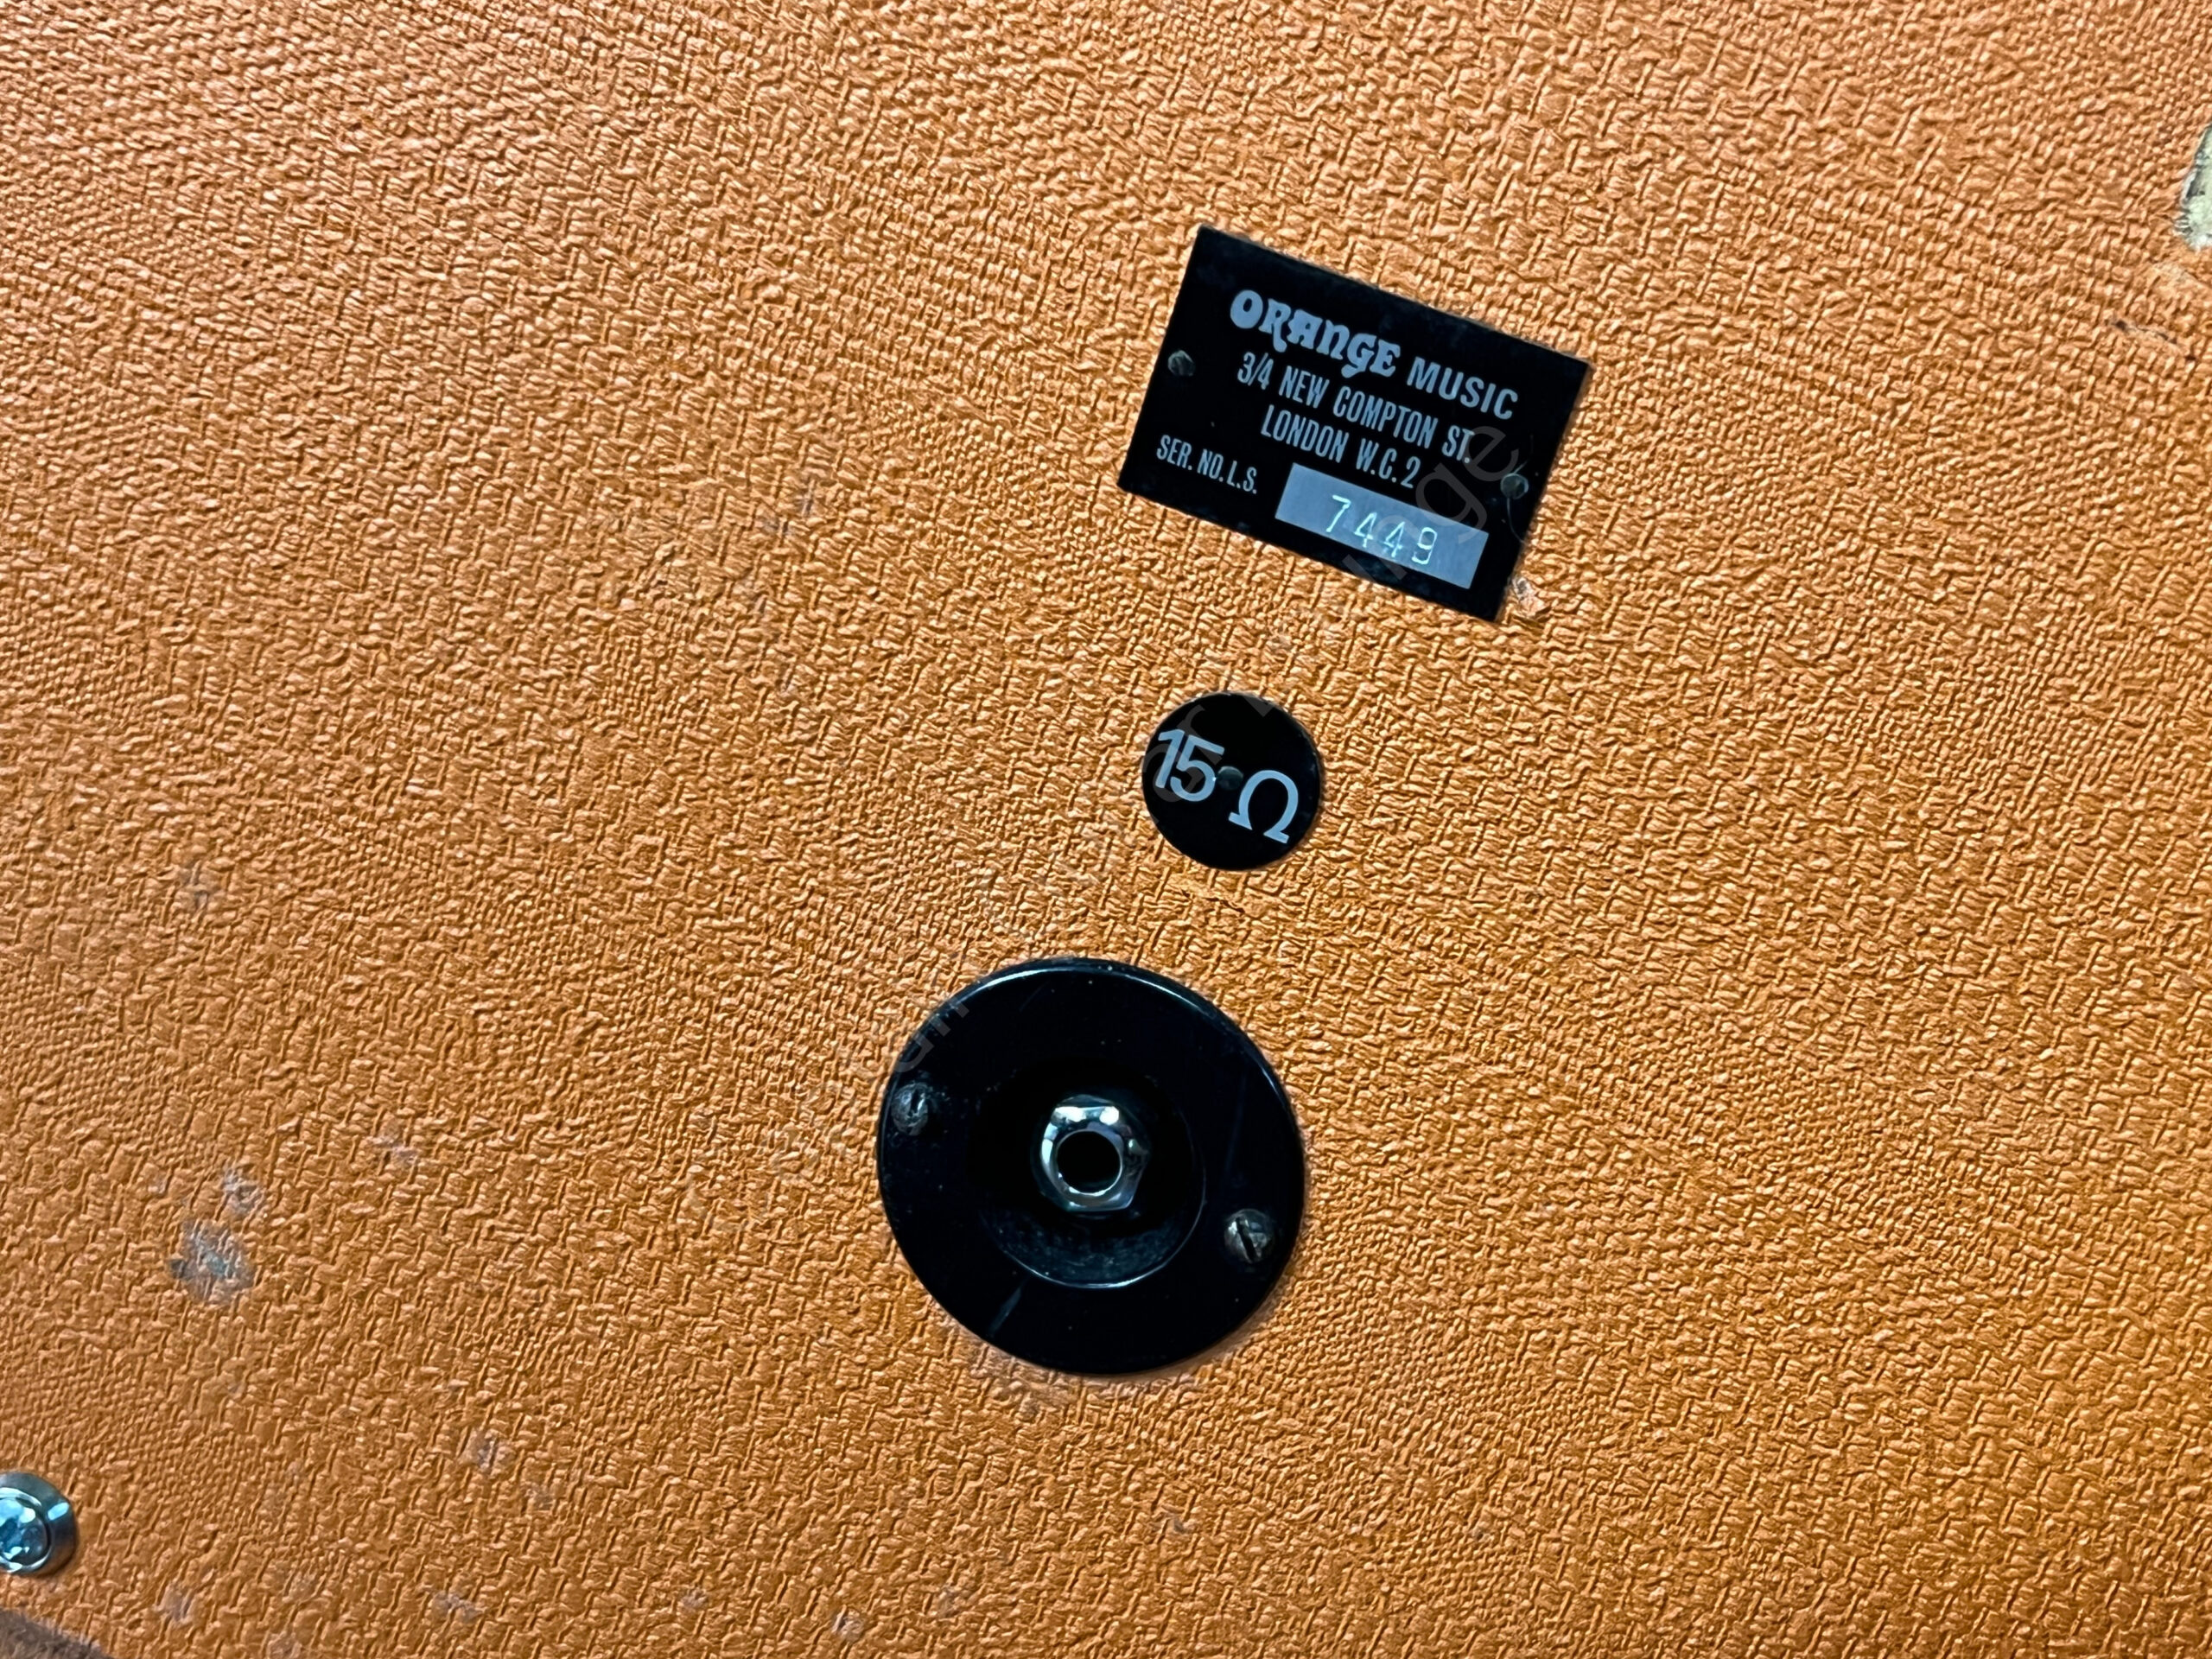 ORANGE MUSIC
3/4 NEW COMPTON ST.
LONDON W.C.2
SER. NO. L.S. 7449
15 Ω